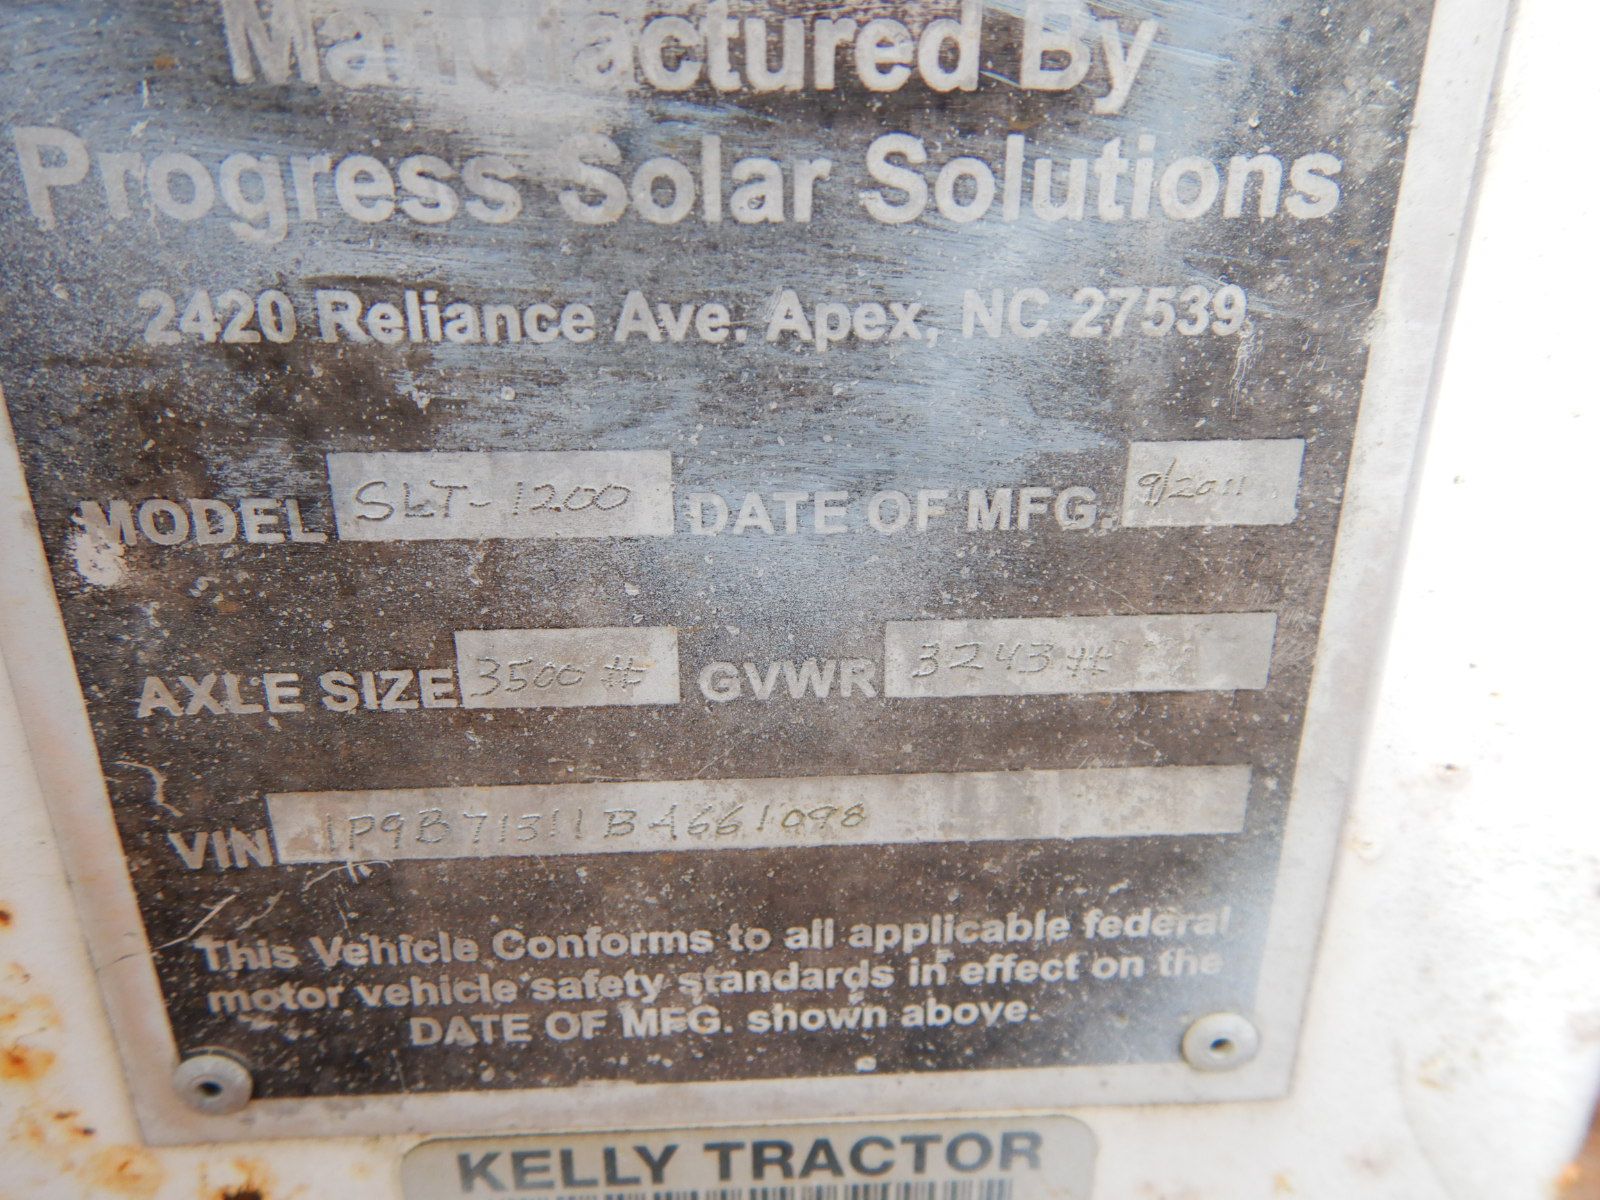 Manufactured By
Progress Solar Solutions
2420 Reliance Ave. Apex, NC 27539
MODEL SLT-1200 DATE OF MFG. 9/2011
AXLE SIZE 3500# GVWR 3243#
VIN 1P9B71311BA661098
This Vehicle Conforms to all applicable federal
motor vehicle safety standards in effect on the
DATE OF MFG. shown above.
KELLY TRACTOR